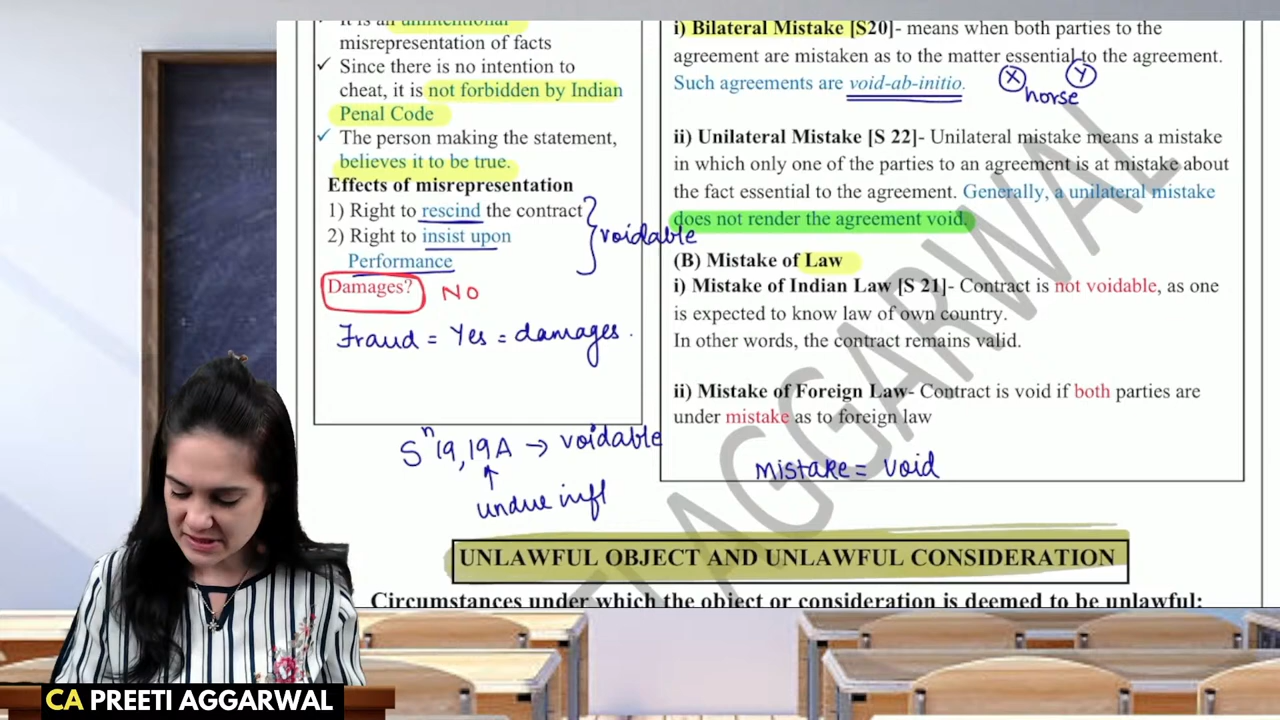 ✓ It is an unintentional
misrepresentation of facts
✓ Since there is no intention to
cheat, it is not forbidden by Indian
Penal Code
✓ The person making the statement,
believes it to be true.
Effects of misrepresentation
1) Right to rescind the contract
2) Right to insist upon
Performance
voidable
Damages? NO
Fraud = Yes = damages.
i) Bilateral Mistake [S20]- means when both parties to the
agreement are mistaken as to the matter essential to the agreement.
Such agreements are void-ab-initio.
X Y
horse
ii) Unilateral Mistake [S 22]- Unilateral mistake means a mistake
in which only one of the parties to an agreement is at mistake about
the fact essential to the agreement. Generally, a unilateral mistake
does not render the agreement void.
(B) Mistake of Law
i) Mistake of Indian Law [S 21]- Contract is not voidable, as one
is expected to know law of own country.
In other words, the contract remains valid.
ii) Mistake of Foreign Law- Contract is void if both parties are
under mistake as to foreign law
Mistake = void
Sn 19, 19A → voidable
↑
undue infl
UNLAWFUL OBJECT AND UNLAWFUL CONSIDERATION
Circumstances under which the object or consideration is deemed to be unlawful:
AGGARWAL
CA PREETI AGGARWAL